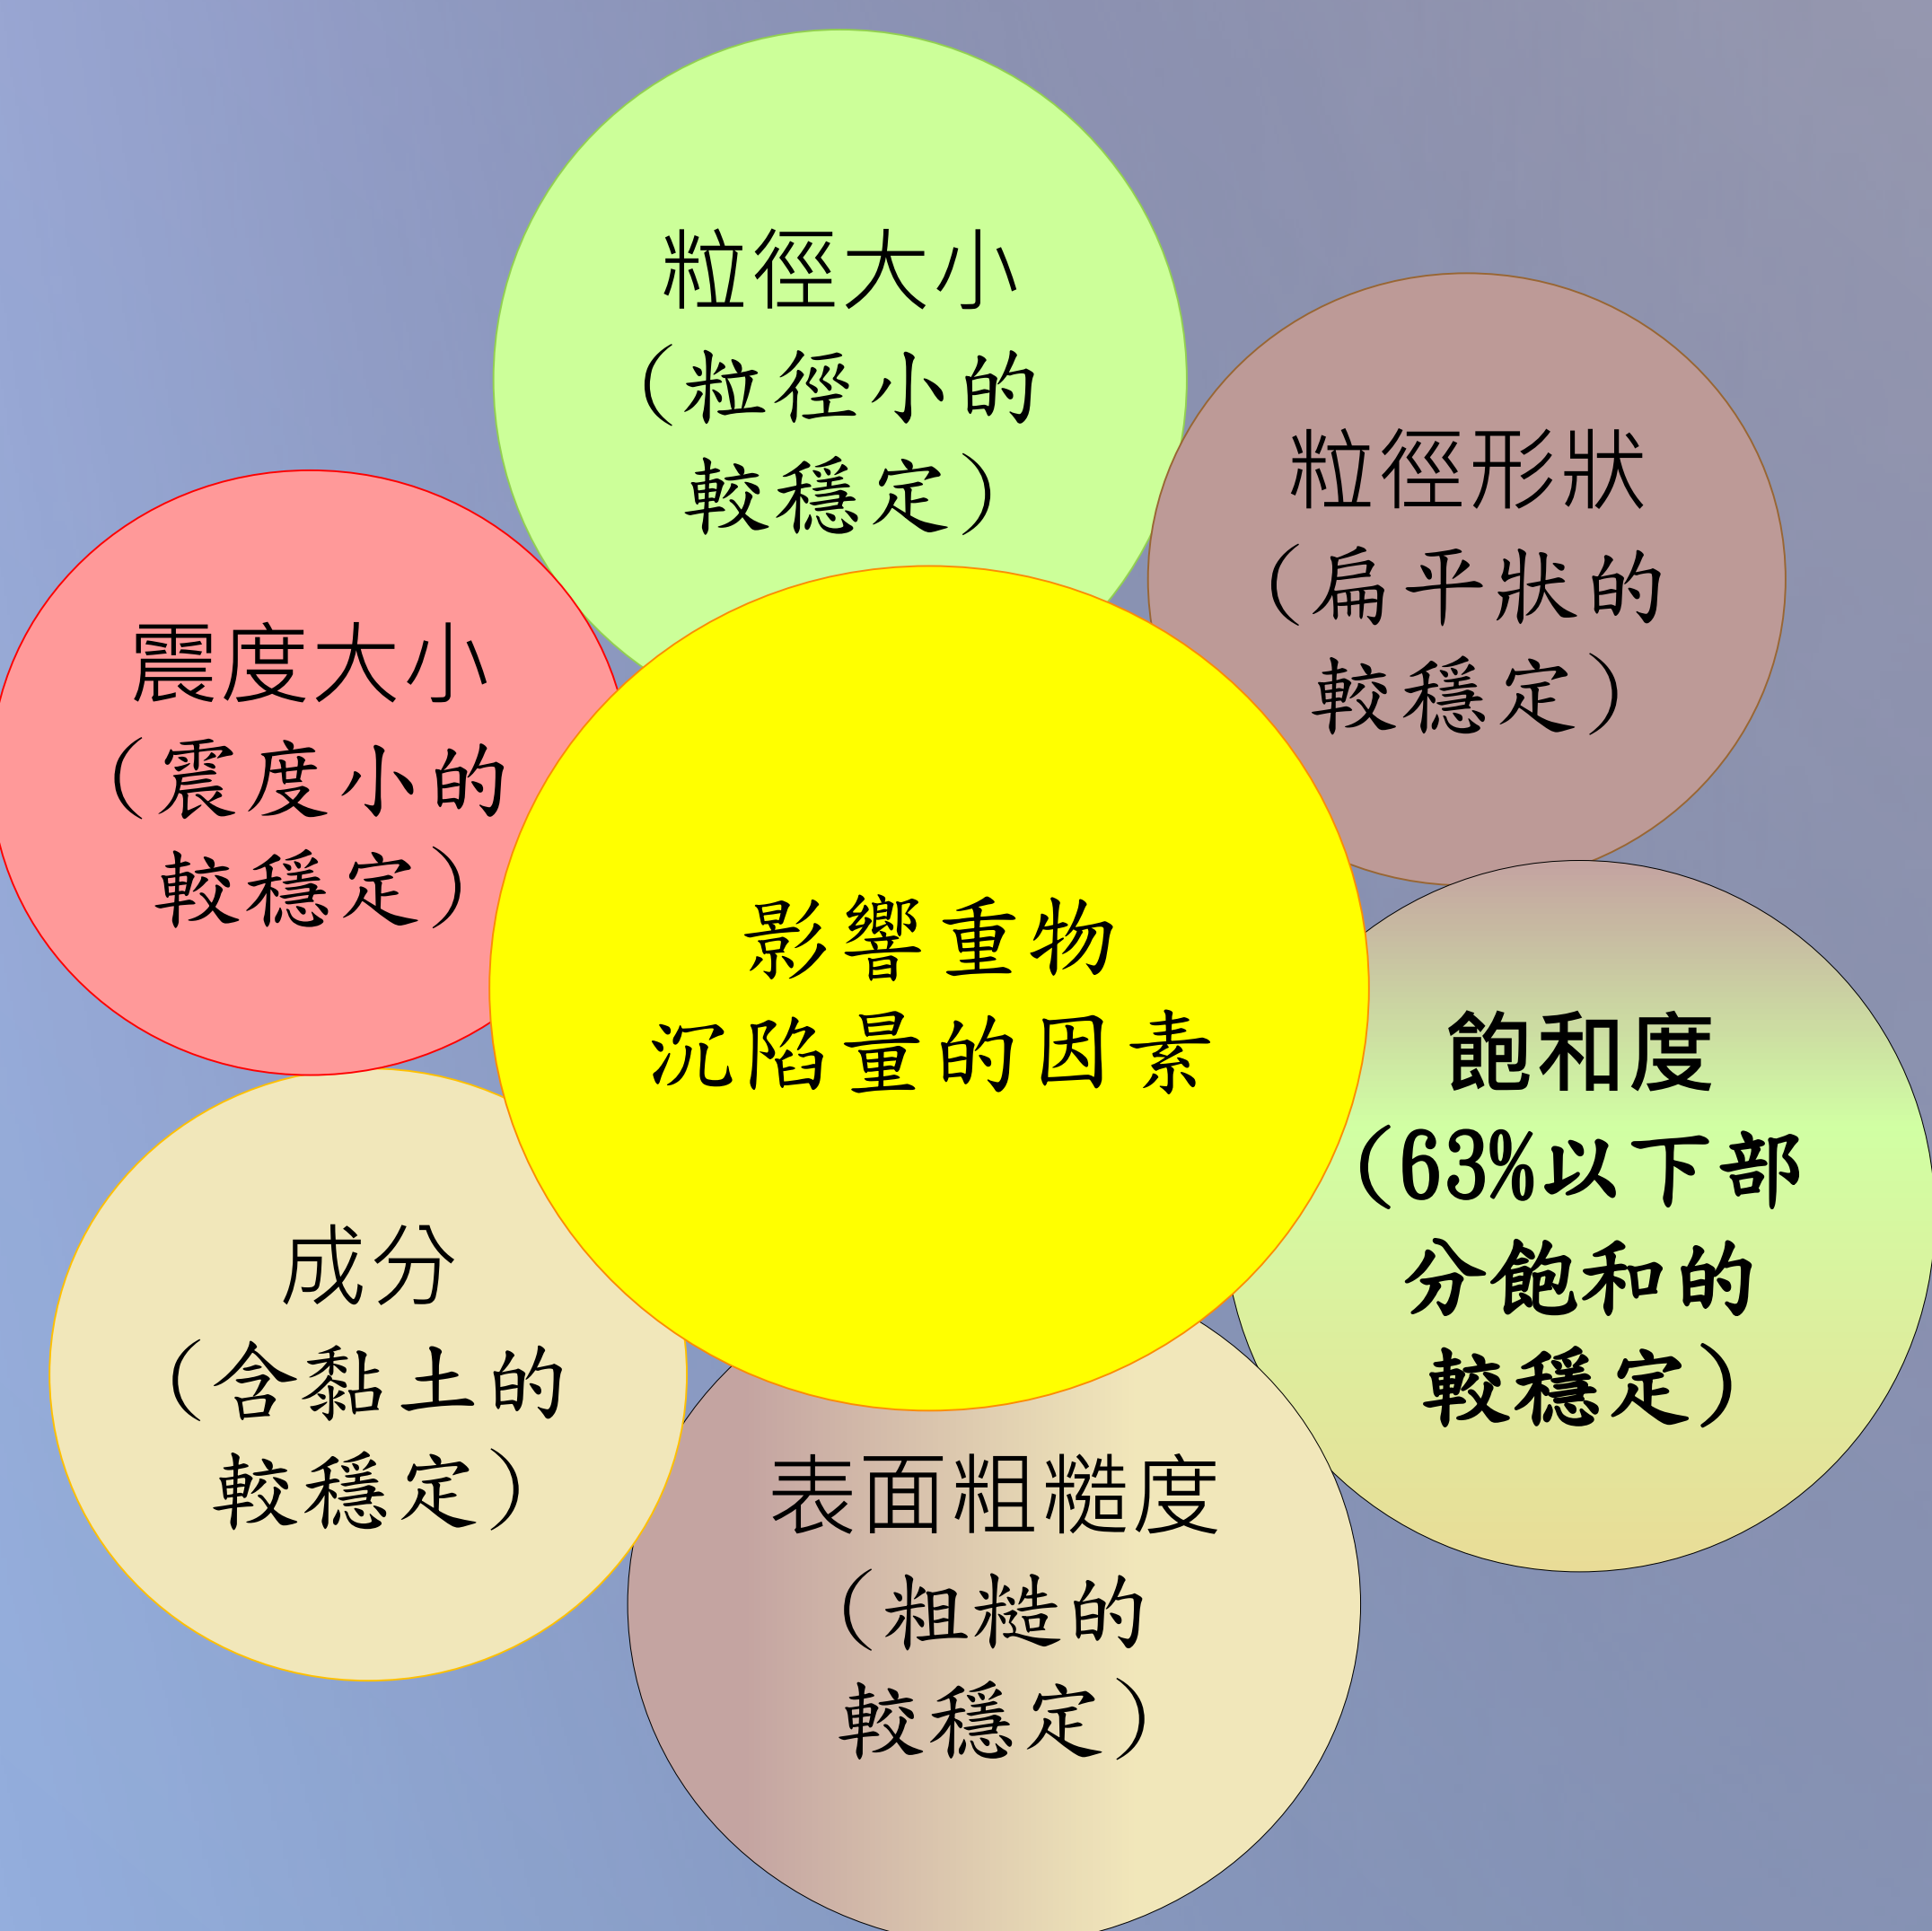 粒徑大小
（粒徑小的
較穩定）
粒徑形狀
（扁平狀的
較穩定）
飽和度
（63%以下部
分飽和的
較穩定）
表面粗糙度
（粗糙的
較穩定）
成分
（含黏土的
較穩定）
震度大小
（震度小的
較穩定）
影響重物
沉陷量的因素